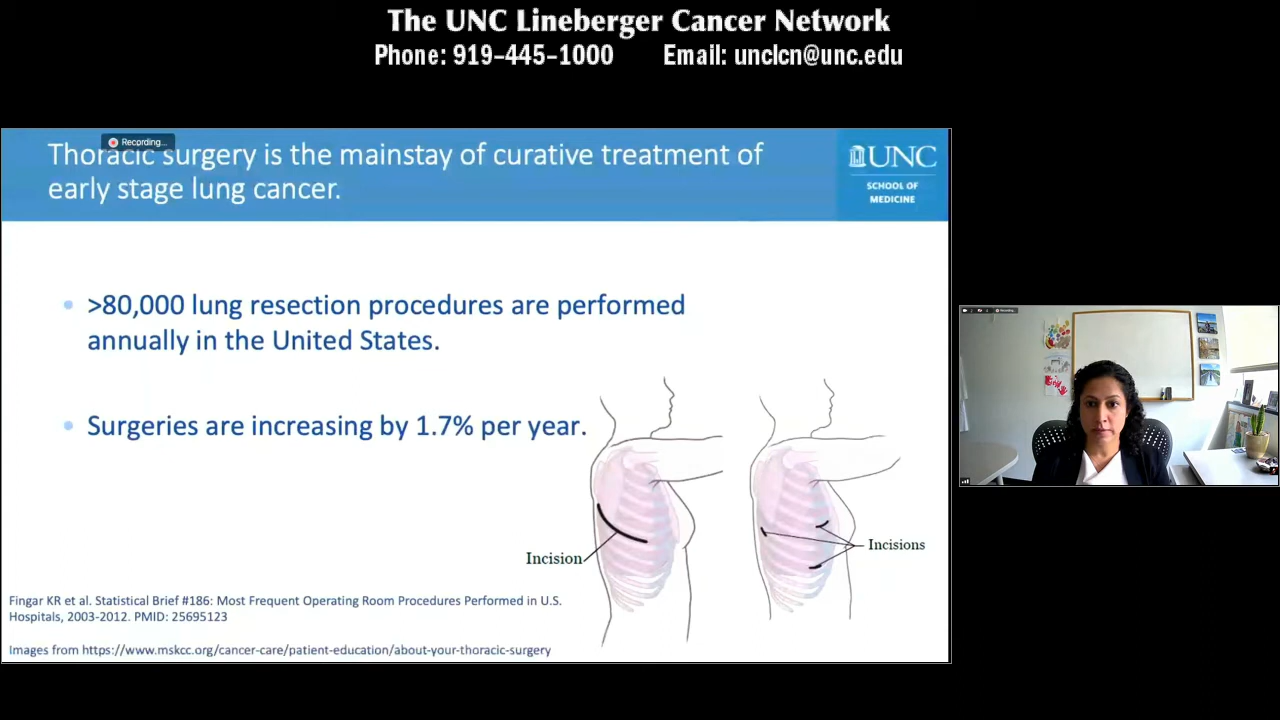 The UNC Lineberger Cancer Network
Phone: 919-445-1000 Email: unclcn@unc.edu
Recording...
Thoracic surgery is the mainstay of curative treatment of
early stage lung cancer.
UNC
SCHOOL OF
MEDICINE
>80,000 lung resection procedures are performed
annually in the United States.
Surgeries are increasing by 1.7% per year.
Incision
Incisions
Fingar KR et al. Statistical Brief #186: Most Frequent Operating Room Procedures Performed in U.S.
Hospitals, 2003-2012. PMID: 25695123
Images from https://www.mskcc.org/cancer-care/patient-education/about-your-thoracic-surgery
Recording...